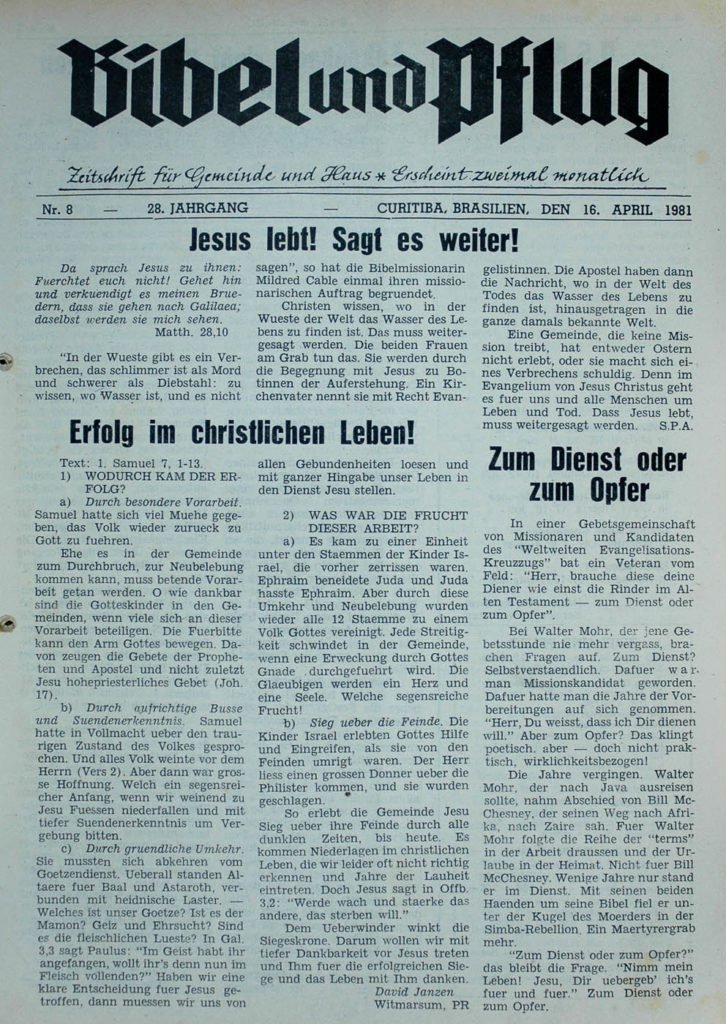 Bibel und Pflug
Zeitschrift für Gemeinde und Haus * Erscheint zweimal monatlich
Nr. 8 — 28. JAHRGANG — CURITIBA, BRASILIEN, DEN 16. APRIL 1981
Jesus lebt! Sagt es weiter!
Da sprach Jesus zu ihnen:
Fuerchtet euch nicht! Gehet hin
und verkuendigt es meinen Brue-
dern, dass sie gehen nach Galilaea;
daselbst werden sie mich sehen.
Matth. 28,10
"In der Wueste gibt es ein Ver-
brechen, das schlimmer ist als Mord
und schwerer als Diebstahl: zu
wissen, wo Wasser ist, und es nicht
sagen", so hat die Bibelmissionarin
Mildred Cable einmal ihren missio-
narischen Auftrag begruendet.
Christen wissen, wo in der
Wueste der Welt das Wasser des Le-
bens zu finden ist. Das muss weiter-
gesagt werden. Die beiden Frauen
am Grab tun das. Sie werden durch
die Begegnung mit Jesus zu Bo-
tinnen der Auferstehung. Ein Kir-
chenvater nennt sie mit Recht Evan-
gelistinnen. Die Apostel haben dann
die Nachricht, wo in der Welt des
Todes das Wasser des Lebens zu
finden ist, hinausgetragen in die
ganze damals bekannte Welt.
Eine Gemeinde, die keine Mis-
sion treibt, hat entweder Ostern
nicht erlebt, oder sie macht sich ei-
nes Verbrechens schuldig. Denn im
Evangelium von Jesus Christus geht
es fuer uns und alle Menschen um
Leben und Tod. Dass Jesus lebt,
muss weitergesagt werden. S.P.A.
Erfolg im christlichen Leben!
Text: 1. Samuel 7, 1-13.
1) WODURCH KAM DER ER-
FOLG?
a) Durch besondere Vorarbeit.
Samuel hatte sich viel Muehe gege-
ben, das Volk wieder zurueck zu
Gott zu fuehren.
Ehe es in der Gemeinde
zum Durchbruch, zur Neubelebung
kommen kann, muss betende Vorar-
beit getan werden. O wie dankbar
sind die Gotteskinder in den Ge-
meinden, wenn viele sich an dieser
Vorarbeit beteiligen. Die Fuerbitte
kann den Arm Gottes bewegen. Da-
von zeugen die Gebete der Prophe-
ten und Apostel und nicht zuletzt
Jesu hohepriesterliches Gebet (Joh.
17).
b) Durch aufrichtige Busse
und Suendenerkenntnis. Samuel
hatte in Vollmacht ueber den trau-
rigen Zustand des Volkes gespro-
chen. Und alles Volk weinte vor dem
Herrn (Vers 2). Aber dann war gros-
se Hoffnung. Welch ein segensrei-
cher Anfang, wenn wir weinend zu
Jesu Fuessen niederfallen und mit
tiefer Suendenerkenntnis um Ver-
gebung bitten.
c) Durch gruendliche Umkehr.
Sie mussten sich abkehren vom
Goetzendienst. Ueberall standen Al-
taere fuer Baal und Astaroth, ver-
bunden mit heidnische Laster. —
Welches ist unser Goetze? Ist es der
Mamon? Geiz und Ehrsucht? Sind
es die fleischlichen Lueste? In Gal.
3,3 sagt Paulus: "Im Geist habt ihr
angefangen, wollt Ihr's denn nun im
Fleisch vollenden?" Haben wir eine
klare Entscheidung fuer Jesus ge-
troffen, dann muessen wir uns von
allen Gebundenheiten loesen und
mit ganzer Hingabe unser Leben in
den Dienst Jesu stellen.
2) WAS WAR DIE FRUCHT
DIESER ARBEIT?
a) Es kam zu einer Einheit
unter den Staemmen der Kinder Is-
rael, die vorher zerrissen waren.
Ephraim beneidete Juda und Juda
hasste Ephraim. Aber durch diese
Umkehr und Neubelebung wurden
wieder alle 12 Staemme zu einem
Volk Gottes vereinigt. Jede Streitig-
keit schwindet in der Gemeinde,
wenn eine Erweckung durch Gottes
Gnade durchgefuehrt wird. Die
Glaeubigen werden ein Herz und
eine Seele. Welche segensreiche
Frucht!
b) Sieg ueber die Feinde. Die
Kinder Israel erlebten Gottes Hilfe
und Eingreifen, als sie von den
Feinden umrigt waren. Der Herr
liess einen grossen Donner ueber die
Philister kommen, und sie wurden
geschlagen.
So erlebt die Gemeinde Jesu
Sieg ueber ihre Feinde durch alle
dunklen Zeiten, bis heute. Es
kommen Niederlagen im christlichen
Leben, die wir leider oft nicht richtig
erkennen und Jahre der Lauheit
eintreten. Doch Jesus sagt in Offb.
3,2: "Werde wach und staerke das
andere, das sterben will."
Dem Ueberwinder winkt die
Siegeskrone. Darum wollen wir mit
tiefer Dankbarkeit vor Jesus treten
und Ihm fuer die erfolgreichen Sie-
ge und das Leben mit Ihm danken.
David Janzen
Witmarsum, PR
Zum Dienst oder
zum Opfer
In einer Gebetsgemeinschaft
von Missionaren und Kandidaten
des "Weltweiten Evangelisations-
Kreuzzugs" bat ein Veteran vom
Feld: "Herr, brauche diese deine
Diener wie einst die Rinder im Al-
ten Testament — zum Dienst oder
zum Opfer".
Bei Walter Mohr, der jene Ge-
betsstunde nie mehr vergass, bra-
chen Fragen auf. Zum Dienst?
Selbstverstaendlich. Dafuer war
man Missionskandidat geworden.
Dafuer hatte man die Jahre der Vor-
bereitungen auf sich genommen.
"Herr, Du weisst, dass ich Dir dienen
will." Aber zum Opfer? Das klingt
poetisch. aber — doch nicht prak-
tisch, wirklichkeitsbezogen!
Die Jahre vergingen. Walter
Mohr, der nach Java ausreisen
sollte, nahm Abschied von Bill Mc-
Chesney, der seinen Weg nach Afri-
ka, nach Zaire sah. Fuer Walter
Mohr folgte die Reihe der "terms"
in der Arbeit draussen und der Ur-
laube in der Heimat. Nicht fuer Bill
McChesney. Wenige Jahre nur stand
er im Dienst. Mit seinen beiden
Haenden um seine Bibel fiel er un-
ter der Kugel des Moerders in der
Simba-Rebellion. Ein Maertyrergrab
mehr.
"Zum Dienst oder zum Opfer?"
das bleibt die Frage. "Nimm mein
Leben! Jesu, Dir uebergeb' ich's
fuer und fuer." Zum Dienst oder
zum Opfer.